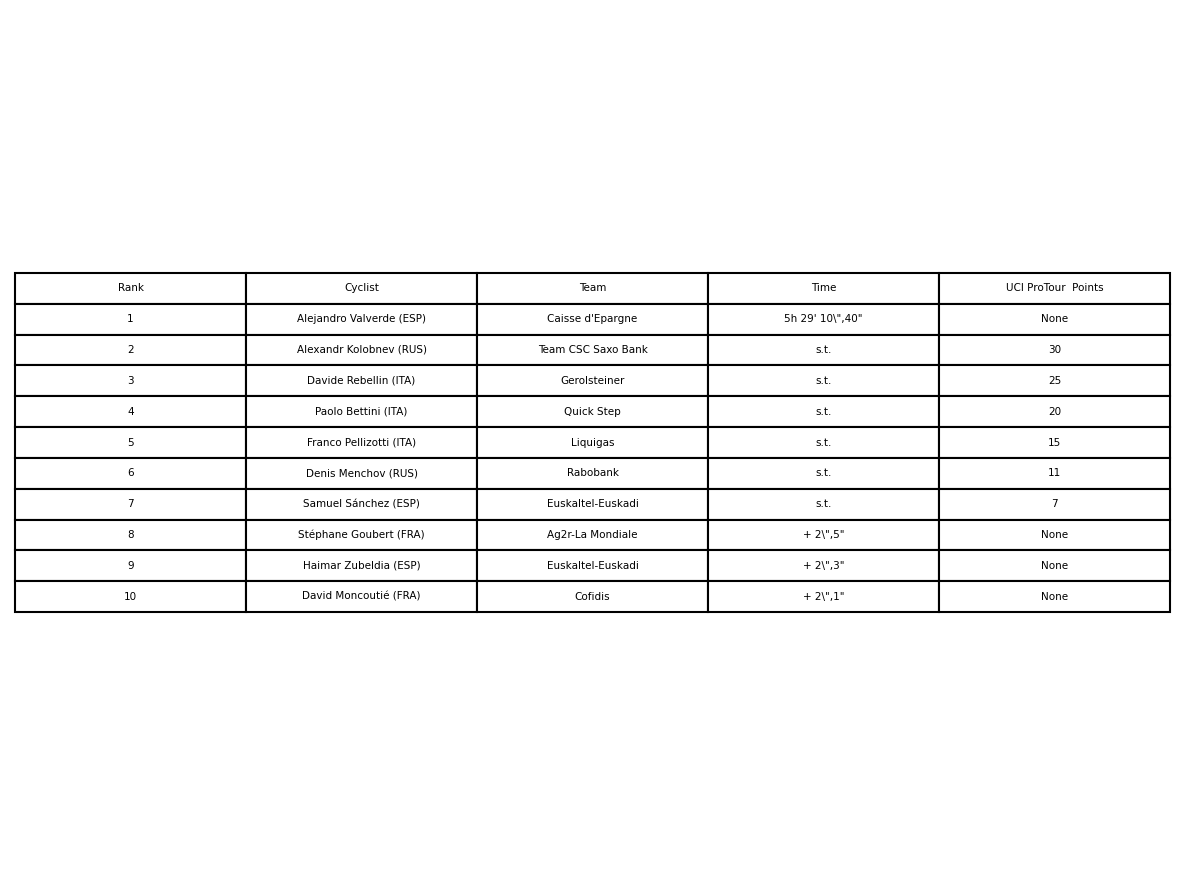 Rank Cyclist Team Time UCI ProTour  Points
1 Alejandro Valverde (ESP) Caisse d'Epargne 5h 29' 10\",40" None
2 Alexandr Kolobnev (RUS) Team CSC Saxo Bank s.t. 30
3 Davide Rebellin (ITA) Gerolsteiner s.t. 25
4 Paolo Bettini (ITA) Quick Step s.t. 20
5 Franco Pellizotti (ITA) Liquigas s.t. 15
6 Denis Menchov (RUS) Rabobank s.t. 11
7 Samuel Sánchez (ESP) Euskaltel-Euskadi s.t. 7
8 Stéphane Goubert (FRA) Ag2r-La Mondiale + 2\",5" None
9 Haimar Zubeldia (ESP) Euskaltel-Euskadi + 2\",3" None
10 David Moncoutié (FRA) Cofidis + 2\",1" None